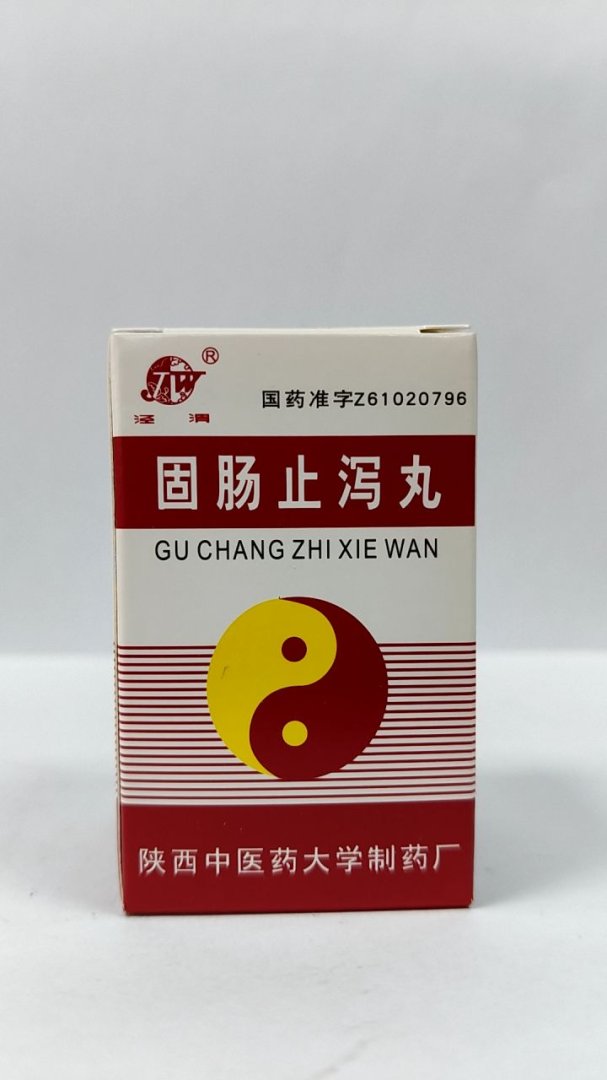 JW®
泾渭
国药准字Z61020796
固肠止泻丸
GU CHANG ZHI XIE WAN
陕西中医药大学制药厂